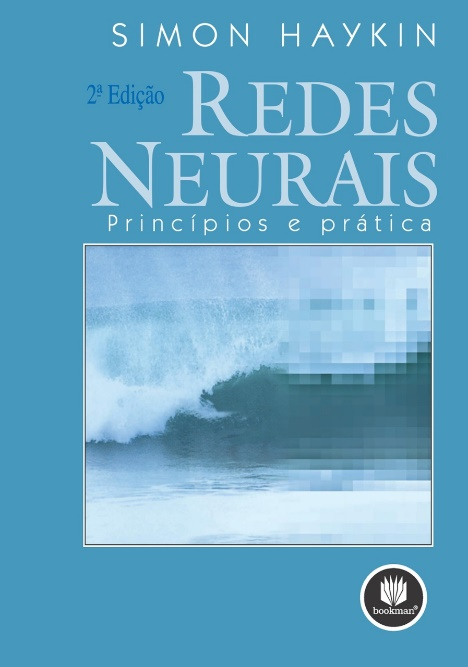 SIMON HAYKIN
2ª Edição
REDES
NEURAIS
Princípios e prática
bookman®